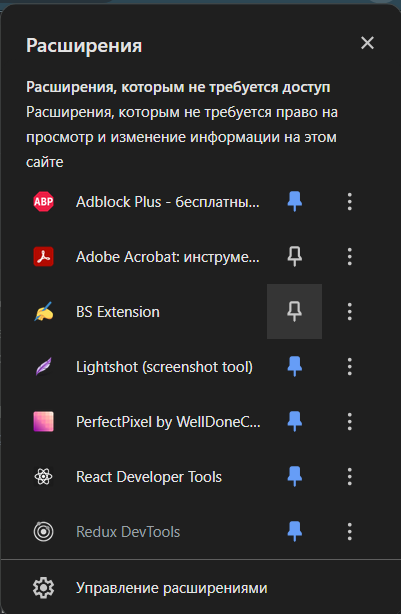 Расширения
Расширения, которым не требуется доступ
Расширения, которым не требуется право на
просмотр и изменение информации на этом
сайте
ABP Adblock Plus - бесплатны...
Adobe Acrobat: инструме...
BS Extension
Lightshot (screenshot tool)
PerfectPixel by WellDoneC...
React Developer Tools
Redux DevTools
Управление расширениями